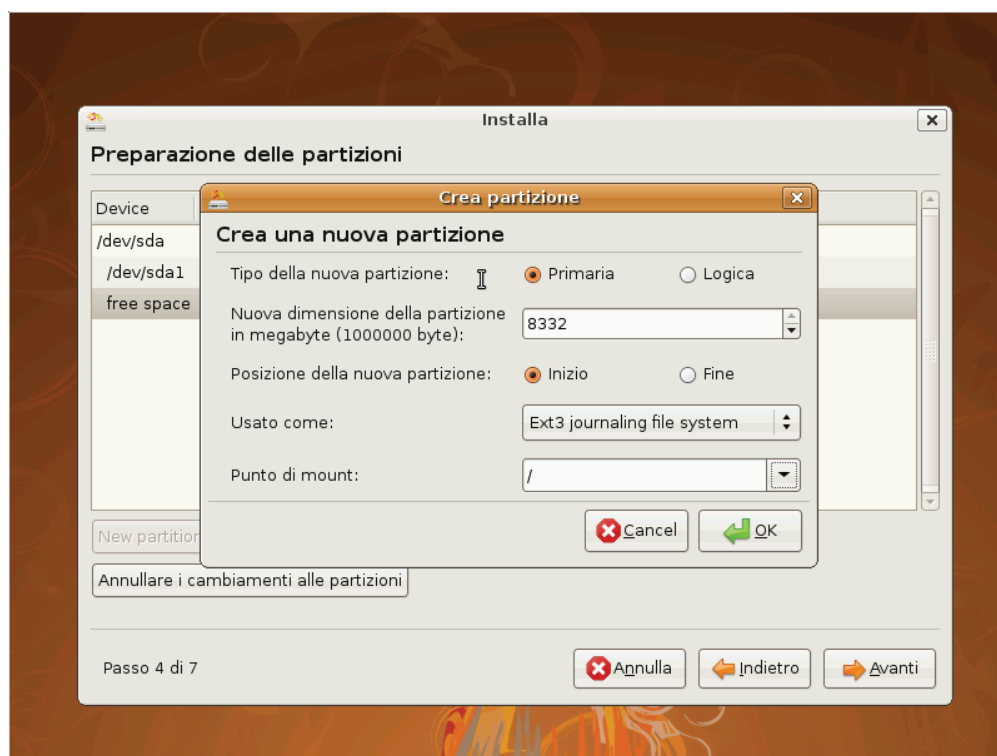 Installa
Preparazione delle partizioni
Device
/dev/sda
/dev/sda1
free space
Crea partizione
Crea una nuova partizione
Tipo della nuova partizione: Primaria Logica
Nuova dimensione della partizione
in megabyte (1000000 byte): 8332
Posizione della nuova partizione: Inizio Fine
Usato come: Ext3 journaling file system
Punto di mount: /
Cancel OK
New partition
Annullare i cambiamenti alle partizioni
Passo 4 di 7 Annulla Indietro Avanti